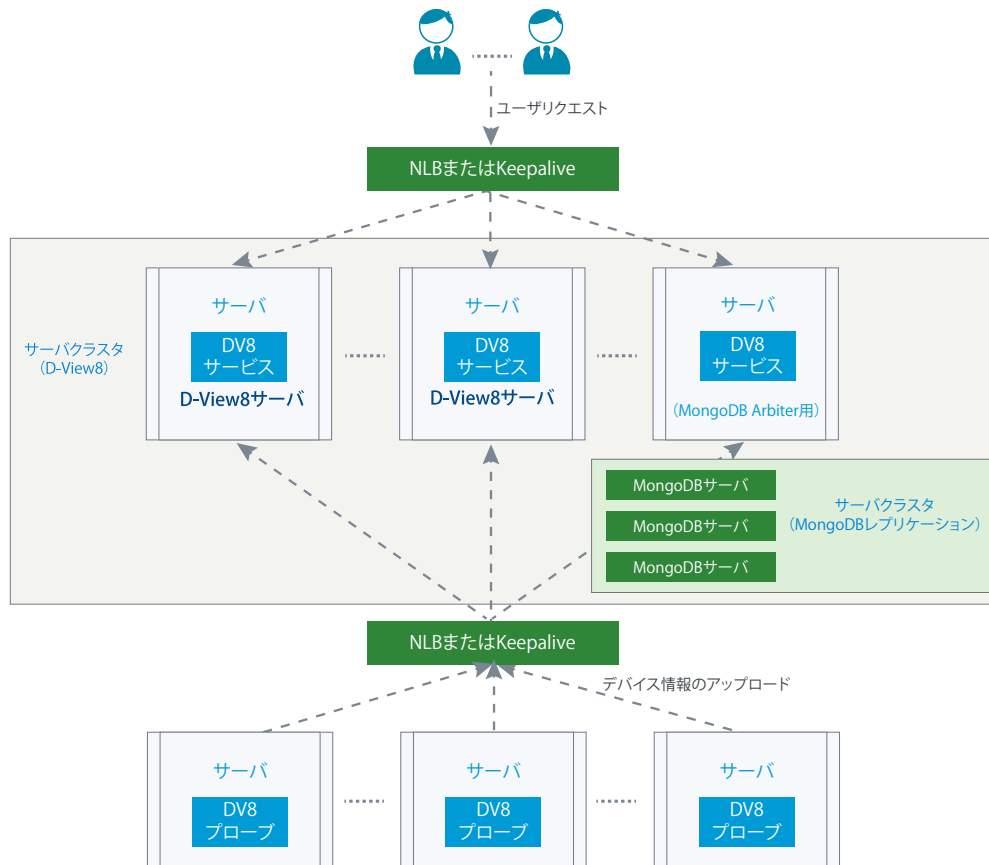 ユーザリクエスト
NLBまたはKeepalive
サーバクラスタ
（D-View8）
サーバ
DV8
サービス
D-View8サーバ
サーバ
DV8
サービス
D-View8サーバ
サーバ
DV8
サービス
（MongoDB Arbiter用）
MongoDBサーバ
MongoDBサーバ
MongoDBサーバ
サーバクラスタ
（MongoDBレプリケーション）
NLBまたはKeepalive
デバイス情報のアップロード
サーバ
DV8
プローブ
サーバ
DV8
プローブ
サーバ
DV8
プローブ